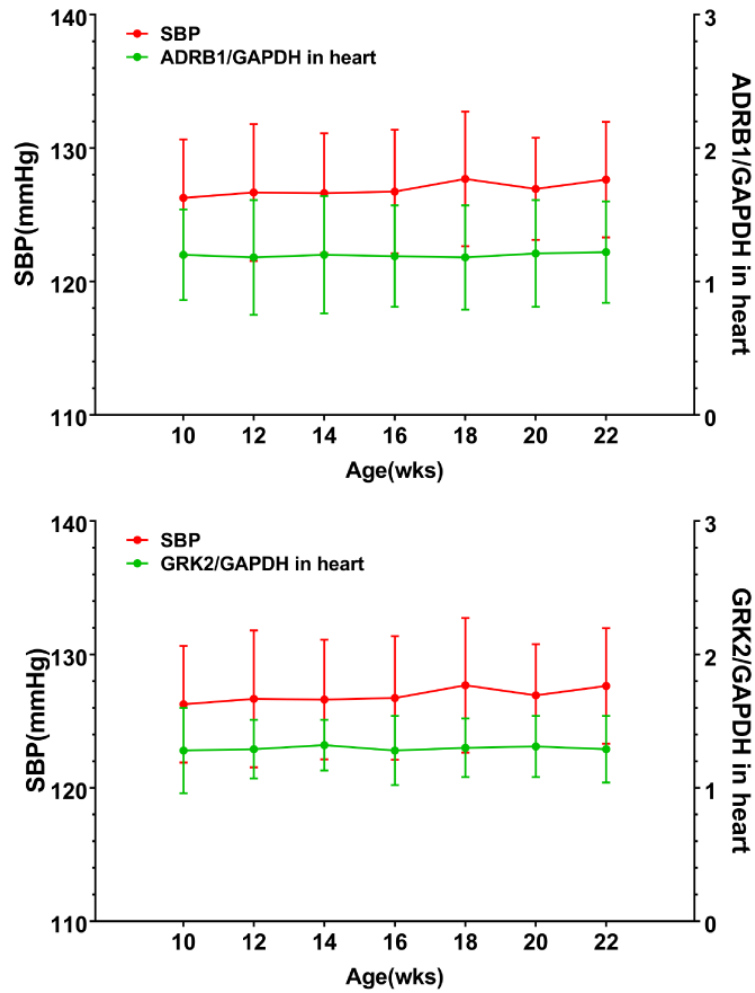 SBP
ADRB1/GAPDH in heart
140
130
120
110
SBP(mmHg)
3
2
1
0
ADRB1/GAPDH in heart
10 12 14 16 18 20 22
Age(wks)
SBP
GRK2/GAPDH in heart
140
130
120
110
SBP(mmHg)
3
2
1
0
GRK2/GAPDH in heart
10 12 14 16 18 20 22
Age(wks)